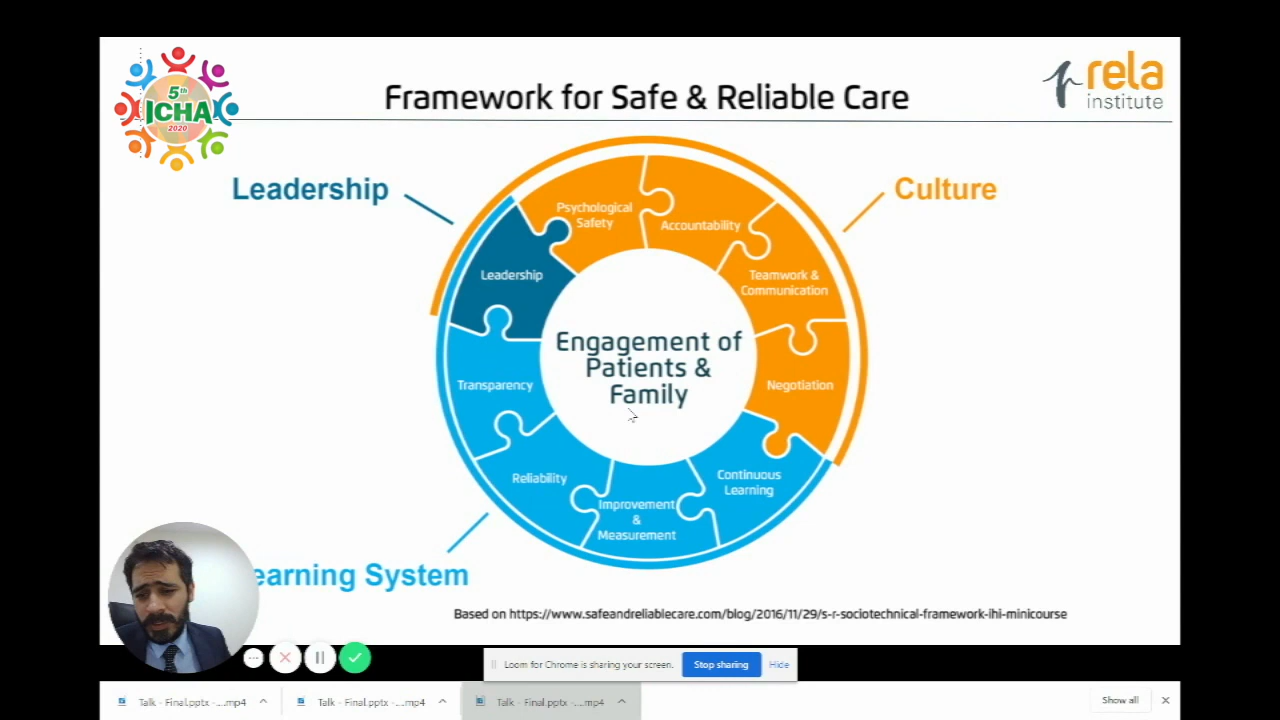 5th
ICHA
2020
Framework for Safe & Reliable Care
rela
institute
Leadership
Culture
Psychological
Safety
Accountability
Leadership
Teamwork &
Communication
Engagement of
Patients &
Family
Transparency
Negotiation
Reliability
Continuous
Learning
Improvement
&
Measurement
earning System
Based on https://www.safeandreliablecare.com/blog/2016/11/29/s-r-sociotechnical-framework-ihi-minicourse
Loom for Chrome is sharing your screen.
Stop sharing
Hide
Talk - Final.pptx -....mp4
Talk - Final.pptx -....mp4
Talk - Final.pptx -....mp4
Show all